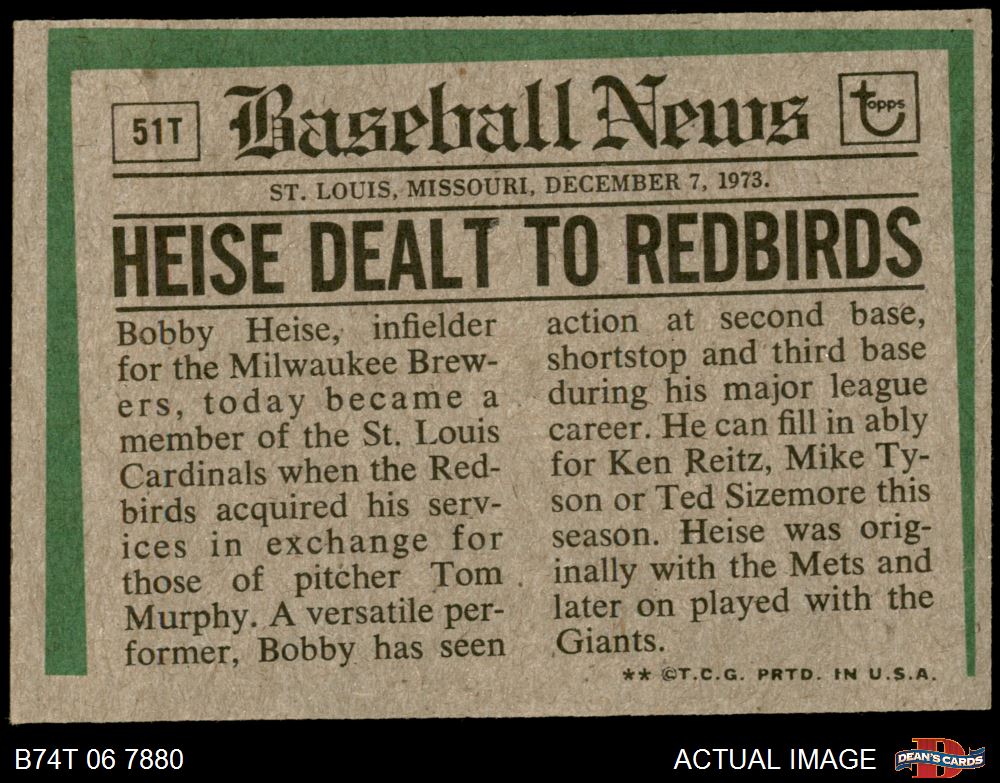 51T
Baseball News
topps
ST. LOUIS, MISSOURI, DECEMBER 7, 1973.
HEISE DEALT TO REDBIRDS
Bobby Heise, infielder
for the Milwaukee Brew-
ers, today became a
member of the St. Louis
Cardinals when the Red-
birds acquired his serv-
ices in exchange for
those of pitcher Tom
Murphy. A versatile per-
former, Bobby has seen
action at second base,
shortstop and third base
during his major league
career. He can fill in ably
for Ken Reitz, Mike Ty-
son or Ted Sizemore this
season. Heise was orig-
inally with the Mets and
later on played with the
Giants.
** ©T.C.G. PRTD. IN U.S.A.
B74T 06 7880
ACTUAL IMAGE
DEAN'S CARDS